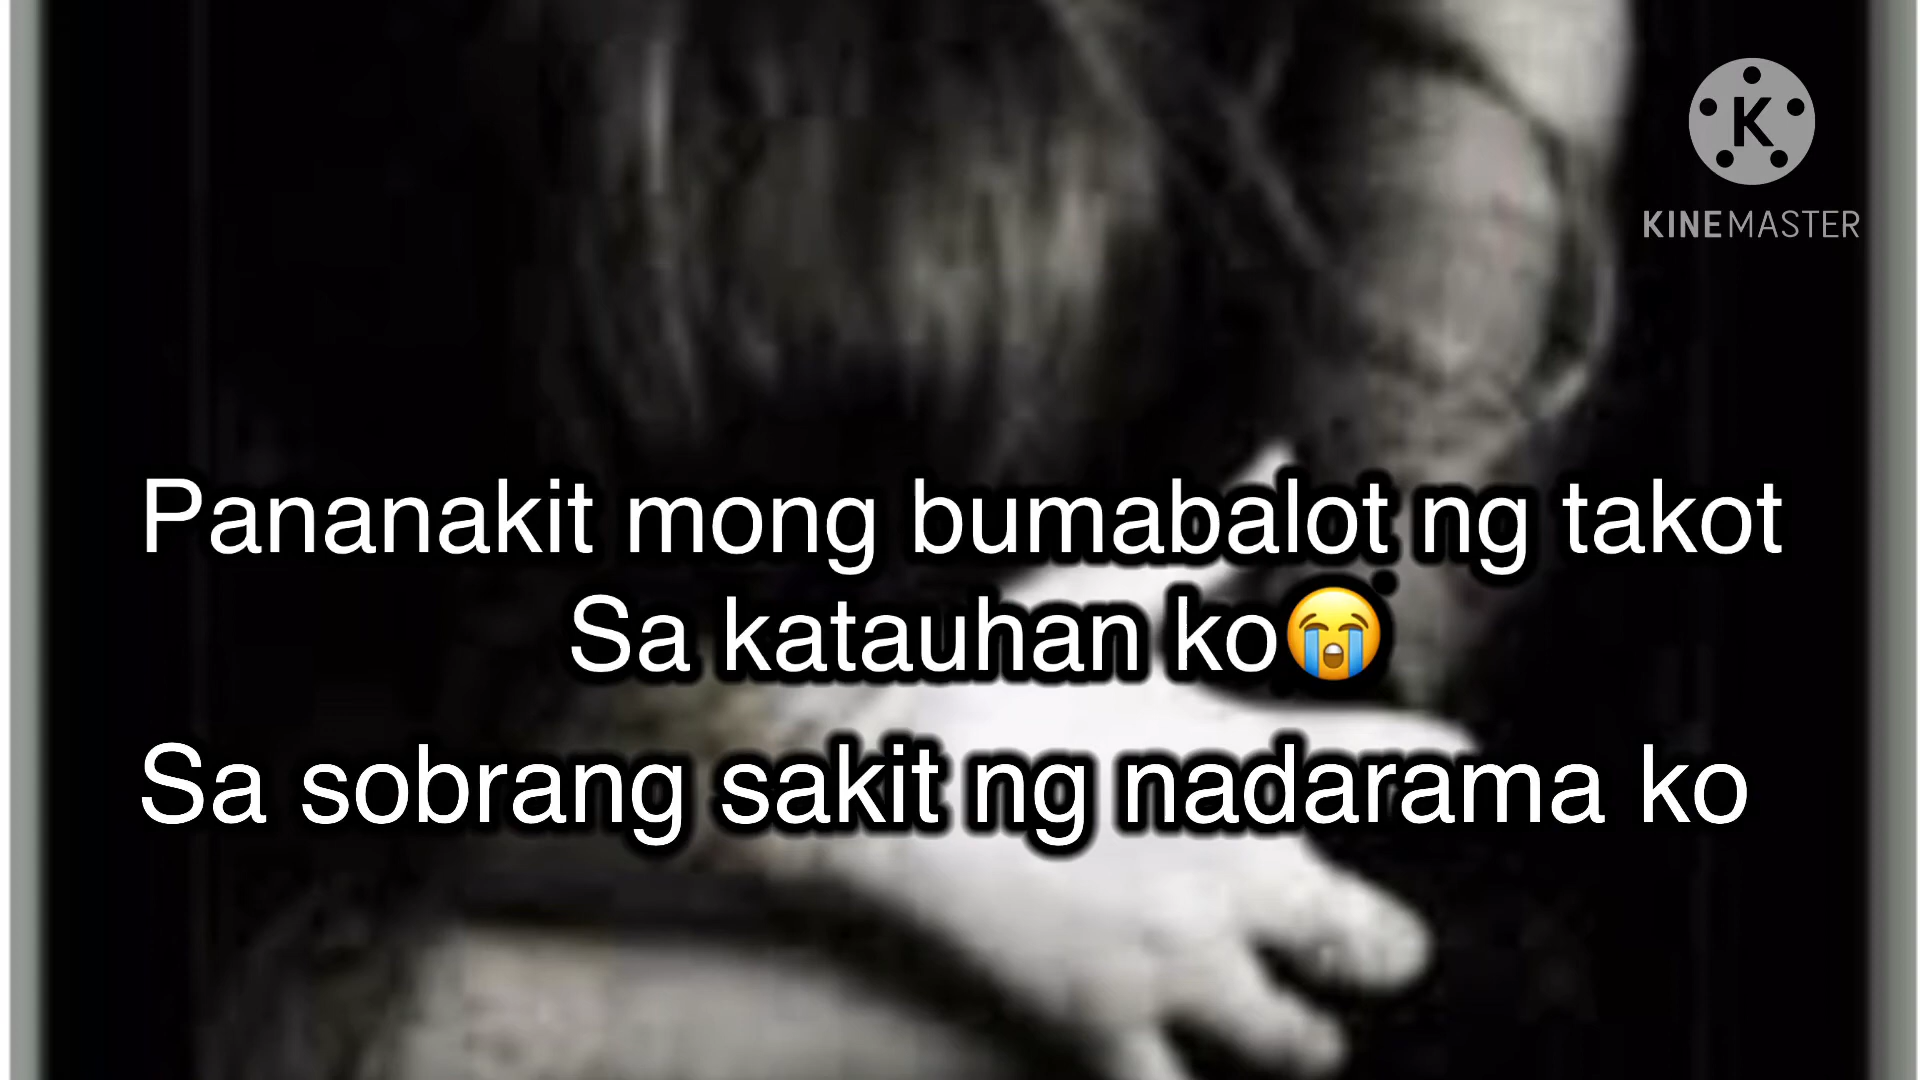 K
KINEMASTER
Pananakit mong bumabalot ng takot
Sa katauhan ko😭
Sa sobrang sakit ng nadarama ko